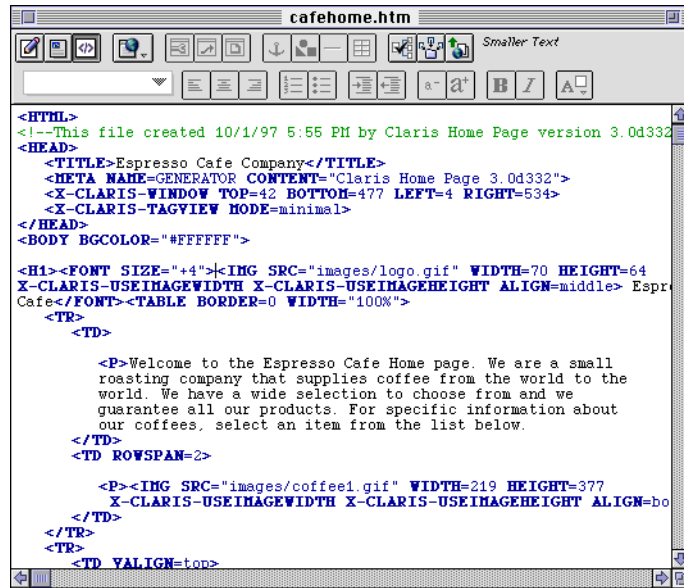 cafehome.htm
Smaller Text
a- a+ B I A
<HTML>
<!--This file created 10/1/97 5:55 PM by Claris Home Page version 3.0d332
<HEAD>
<TITLE>Espresso Cafe Company</TITLE>
<META NAME=GENERATOR CONTENT="Claris Home Page 3.0d332">
<X-CLARIS-WINDOW TOP=42 BOTTOM=477 LEFT=4 RIGHT=534>
<X-CLARIS-TAGVIEW MODE=minimal>
</HEAD>
<BODY BGCOLOR="#FFFFFF">
<H1><FONT SIZE="+4"><IMG SRC="images/logo.gif" WIDTH=70 HEIGHT=64
X-CLARIS-USEIMAGEWIDTH X-CLARIS-USEIMAGEHEIGHT ALIGN=middle> Espr
Cafe</FONT><TABLE BORDER=0 WIDTH="100%">
<TR>
<TD>
<P>Welcome to the Espresso Cafe Home page. We are a small
roasting company that supplies coffee from the world to the
world. We have a wide selection to choose from and we
guarantee all our products. For specific information about
our coffees, select an item from the list below.
</TD>
<TD ROWSPAN=2>
<P><IMG SRC="images/coffee1.gif" WIDTH=219 HEIGHT=377
X-CLARIS-USEIMAGEWIDTH X-CLARIS-USEIMAGEHEIGHT ALIGN=bo
</TD>
</TR>
<TR>
<TD VALIGN=top>